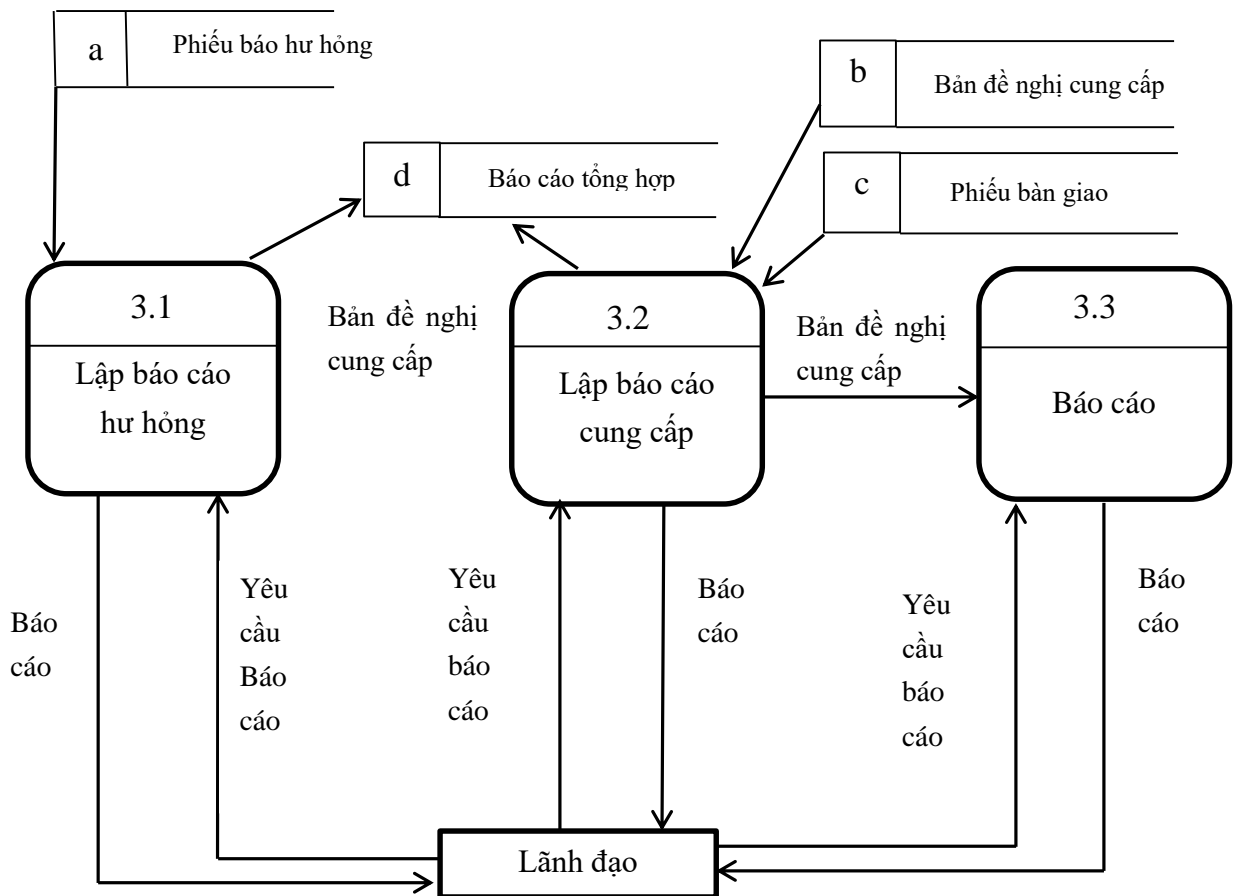 a
Phiếu báo hư hỏng
b
Bản đề nghị cung cấp
d
Báo cáo tổng hợp
c
Phiếu bàn giao
3.1
Lập báo cáo
hư hỏng
Bản đề nghị
cung cấp
3.2
Lập báo cáo
cung cấp
Bản đề nghị
cung cấp
3.3
Báo cáo
Báo
cáo
Yêu
cầu
Báo
cáo
Yêu
cầu
báo
cáo
Báo
cáo
Yêu
cầu
báo
cáo
Báo
cáo
Lãnh đạo